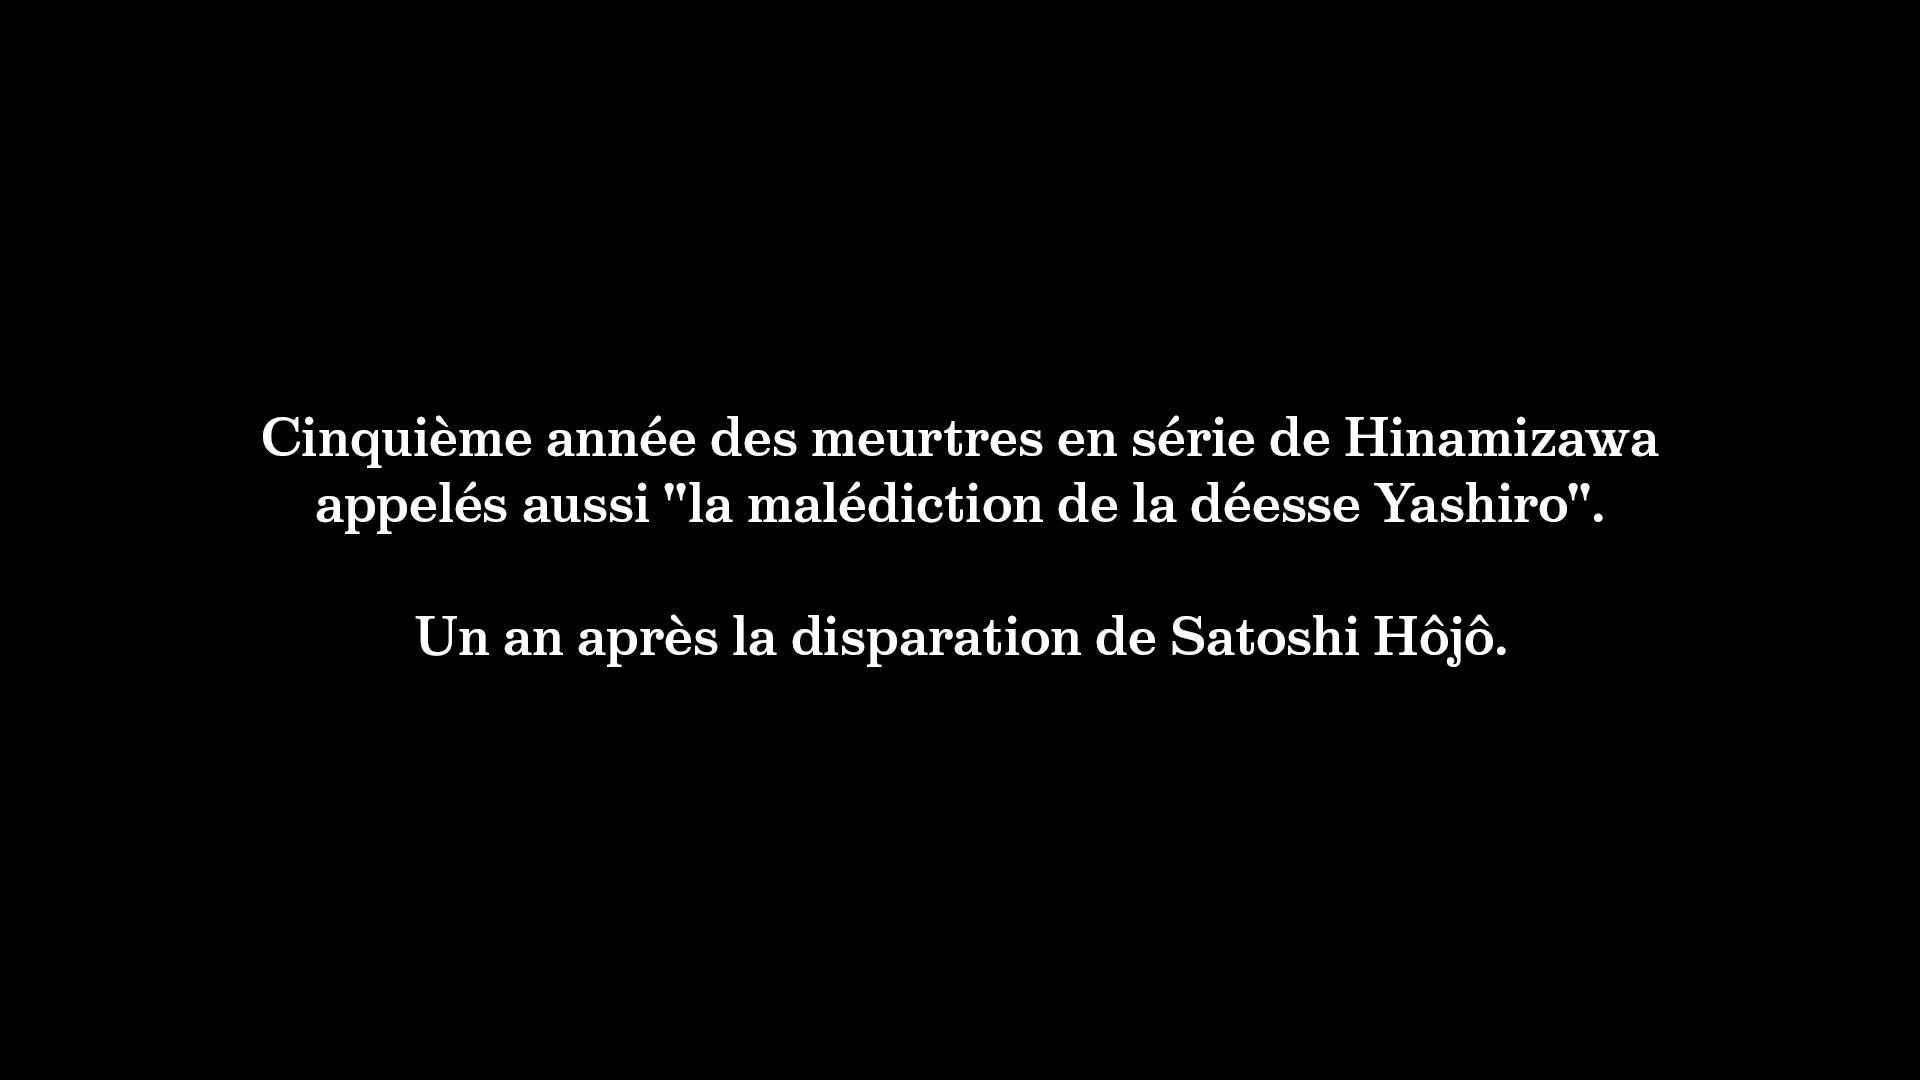 Cinquième année des meurtres en série de Hinamizawa
appelés aussi "la malédiction de la déesse Yashiro".
Un an après la disparation de Satoshi Hôjô.